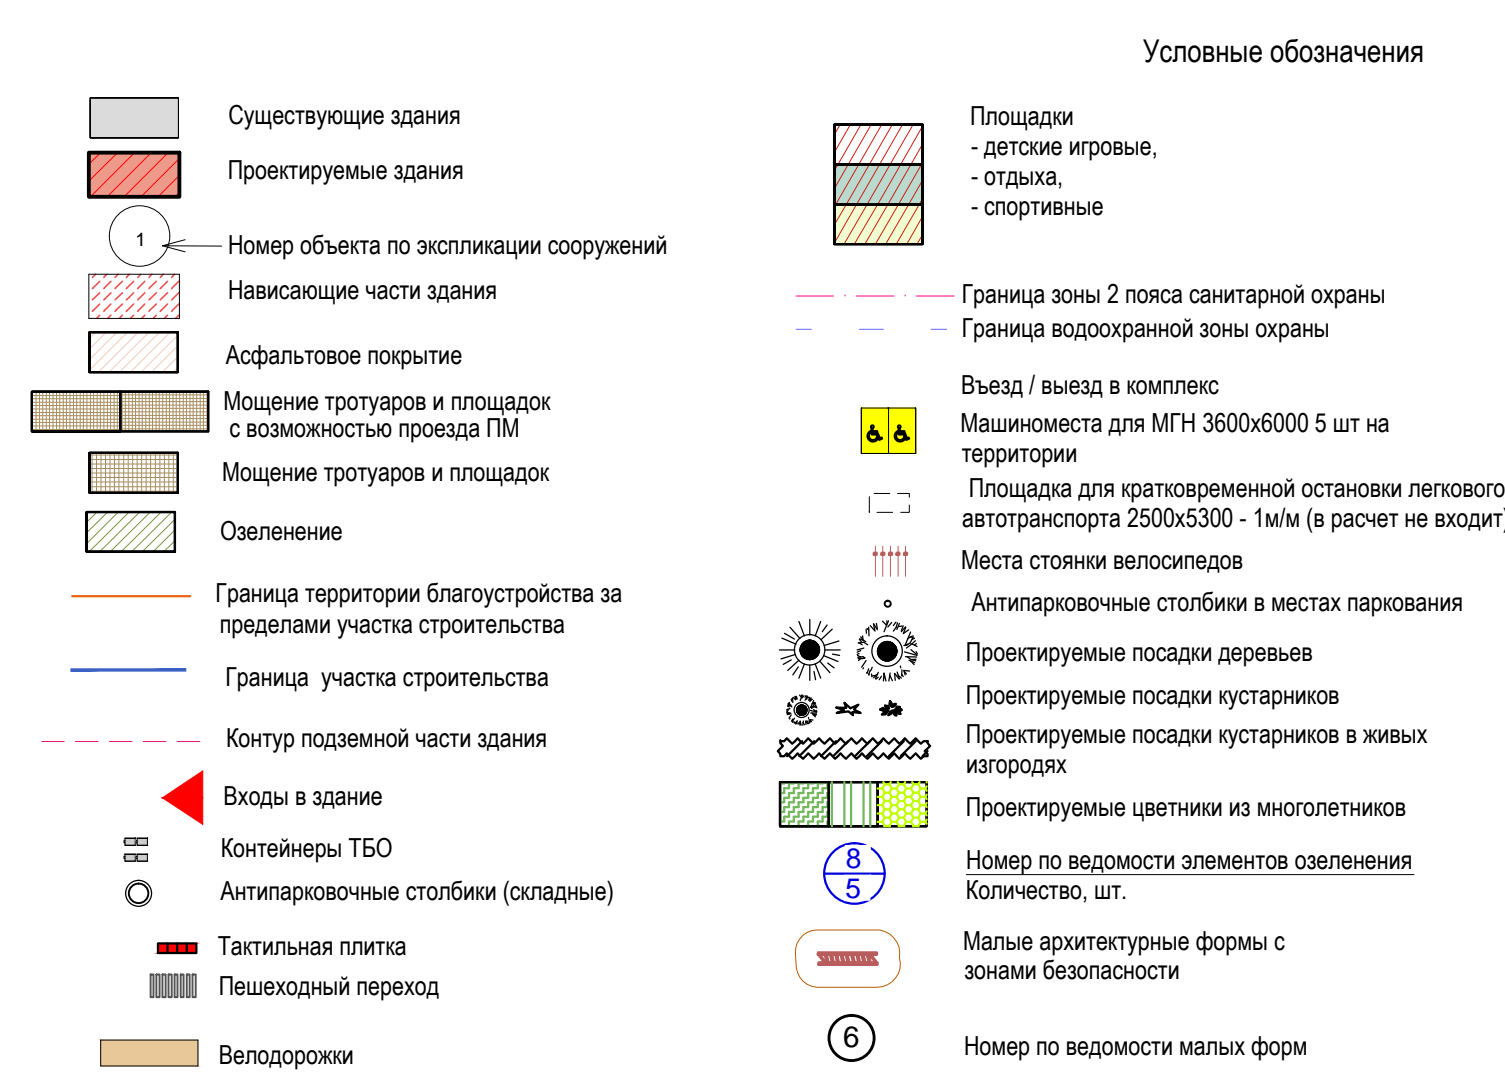 Условные обозначения
Существующие здания
Проектируемые здания
1
Номер объекта по экспликации сооружений
Нависающие части здания
Асфальтовое покрытие
Мощение тротуаров и площадок
с возможностью проезда ПМ
Мощение тротуаров и площадок
Озеленение
Граница территории благоустройства за
пределами участка строительства
Граница участка строительства
Контур подземной части здания
Входы в здание
Контейнеры ТБО
Антипарковочные столбики (складные)
Тактильная плитка
Пешеходный переход
Велодорожки
Площадки
- детские игровые,
- отдыха,
- спортивные
Граница зоны 2 пояса санитарной охраны
Граница водоохранной зоны охраны
Въезд / выезд в комплекс
Машиноместа для МГН 3600х6000 5 шт на
территории
Площадка для кратковременной остановки легкового
автотранспорта 2500х5300 - 1м/м (в расчет не входит)
Места стоянки велосипедов
Антипарковочные столбики в местах паркования
Проектируемые посадки деревьев
Проектируемые посадки кустарников
Проектируемые посадки кустарников в живых
изгородях
Проектируемые цветники из многолетников
8
5
Номер по ведомости элементов озеленения
Количество, шт.
Малые архитектурные формы с
зонами безопасности
6
Номер по ведомости малых форм